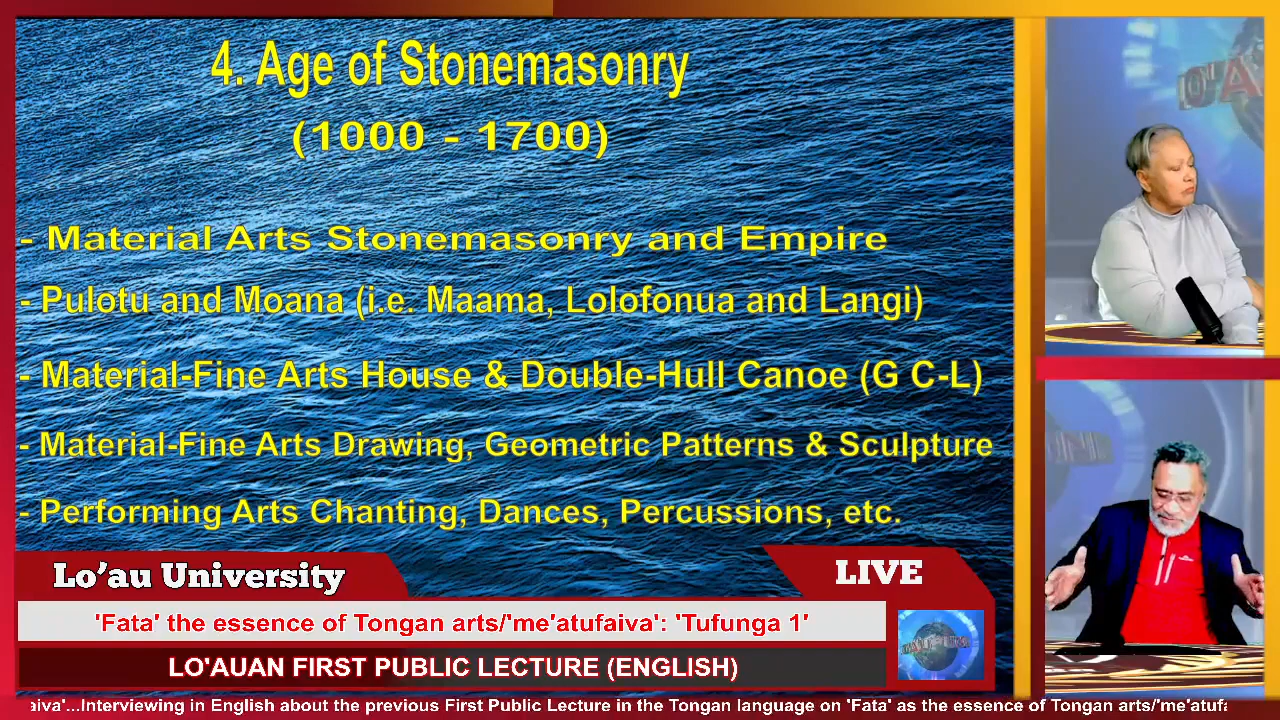 4. Age of Stonemasonry
(1000 - 1700)
- Material Arts Stonemasonry and Empire
- Pulotu and Moana (i.e. Maama, Lolofonua and Langi)
- Material-Fine Arts House & Double-Hull Canoe (G C-L)
- Material-Fine Arts Drawing, Geometric Patterns & Sculpture
- Performing Arts Chanting, Dances, Percussions, etc.
Lo’au University
LIVE
'Fata' the essence of Tongan arts/'me'atufaiva': 'Tufunga 1'
LO'AUAN FIRST PUBLIC LECTURE (ENGLISH)
aiva'...Interviewing in English about the previous First Public Lecture in the Tongan language on 'Fata' as the essence of Tongan arts/'me'atufa